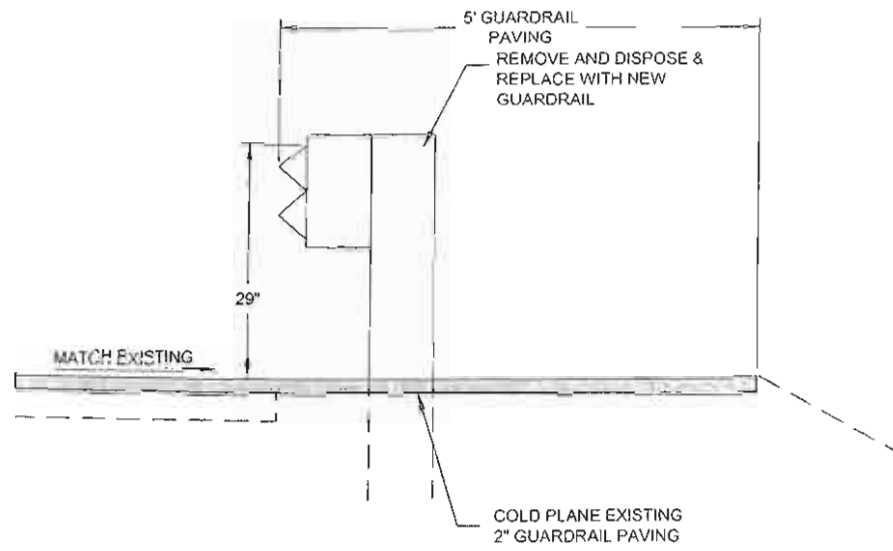 5' GUARDRAIL
PAVING
REMOVE AND DISPOSE &
REPLACE WITH NEW
GUARDRAIL
29"
MATCH EXISTING
COLD PLANE EXISTING
2" GUARDRAIL PAVING